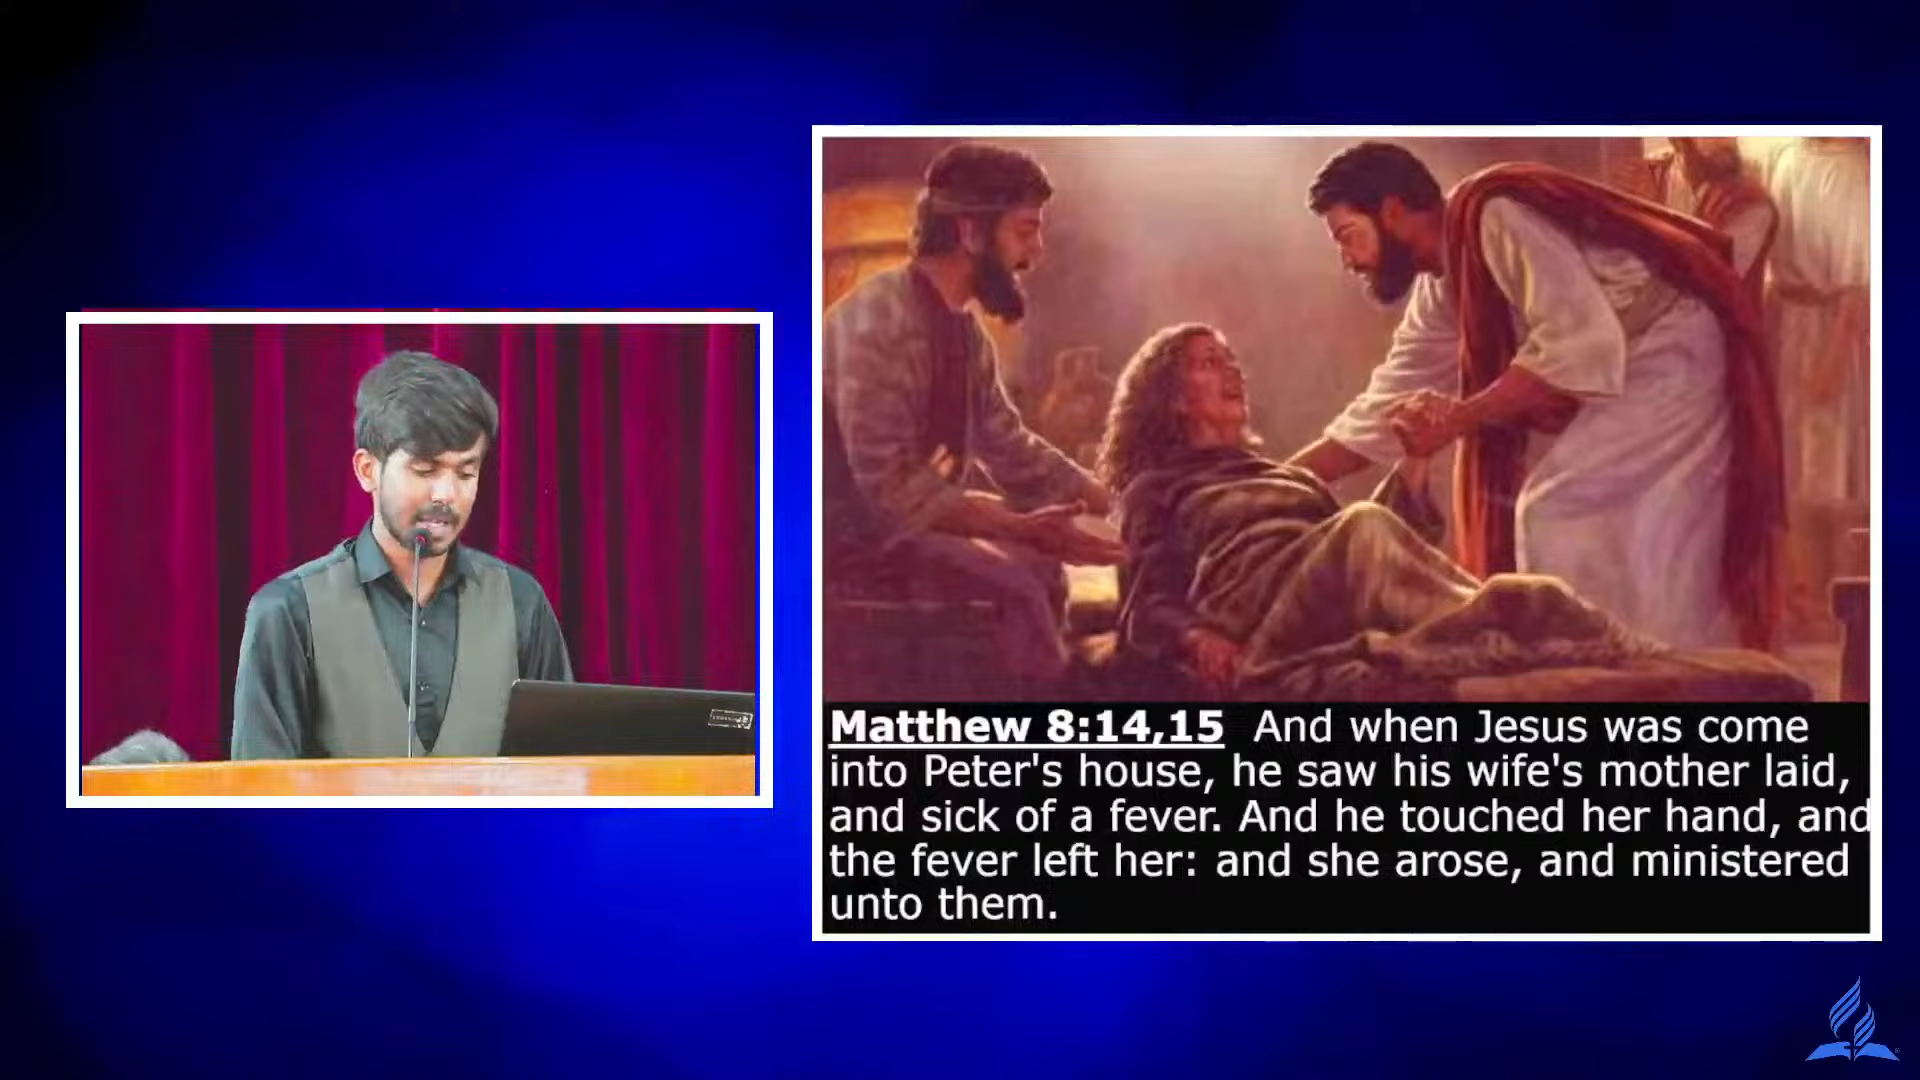 Matthew 8:14,15 And when Jesus was come
into Peter's house, he saw his wife's mother laid,
and sick of a fever. And he touched her hand, and
the fever left her: and she arose, and ministered
unto them.